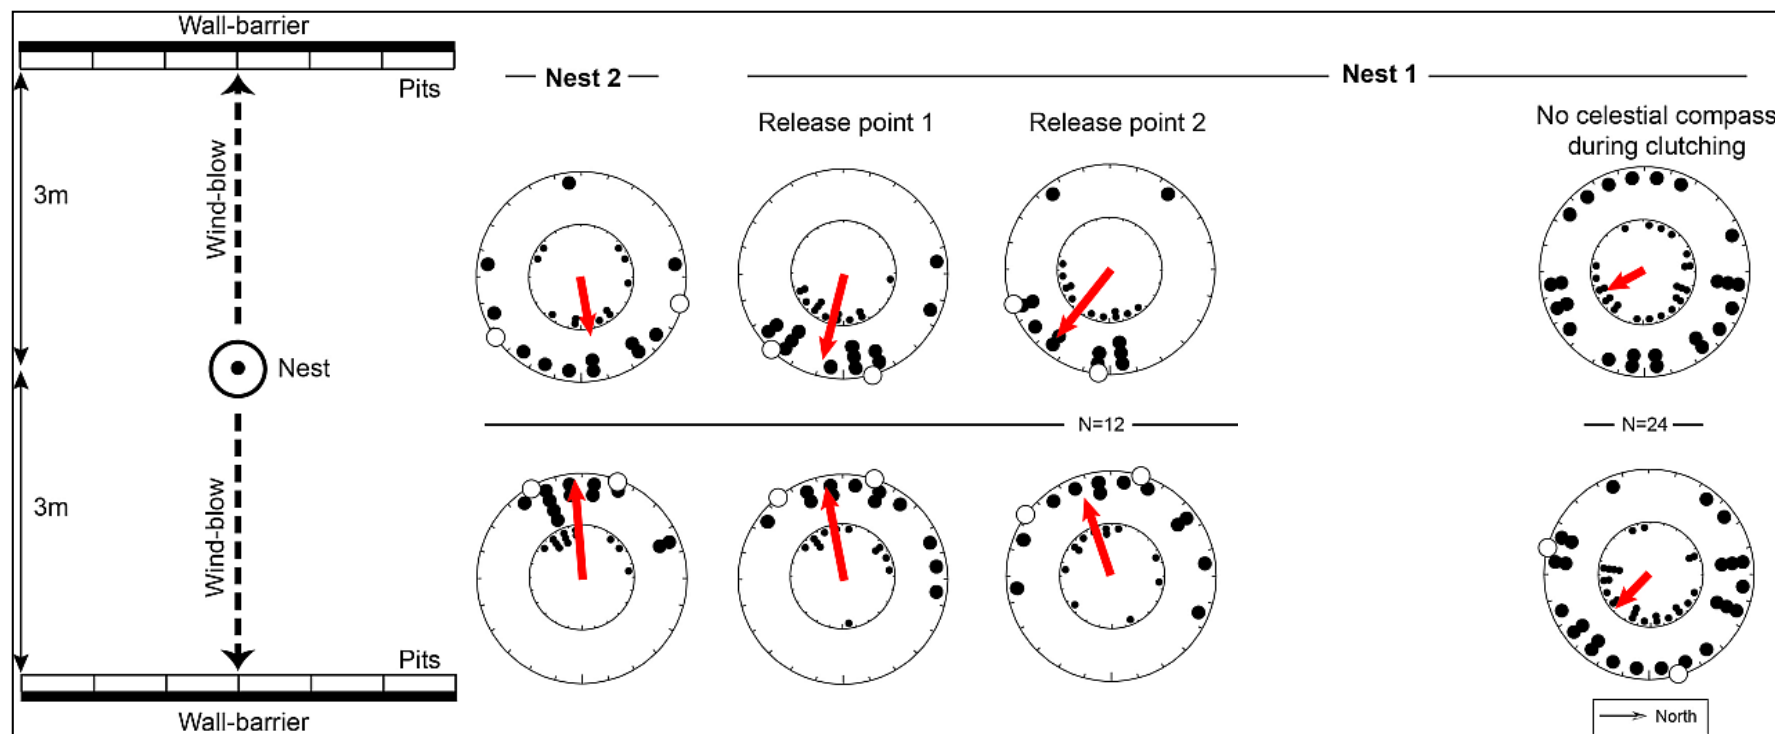 Wall-barrier
Pits
Wind-blow
3m
Nest
Wind-blow
3m
Pits
Wall-barrier
Nest 2
Nest 1
Release point 1
Release point 2
No celestial compass
during clutching
N=12
N=24
North